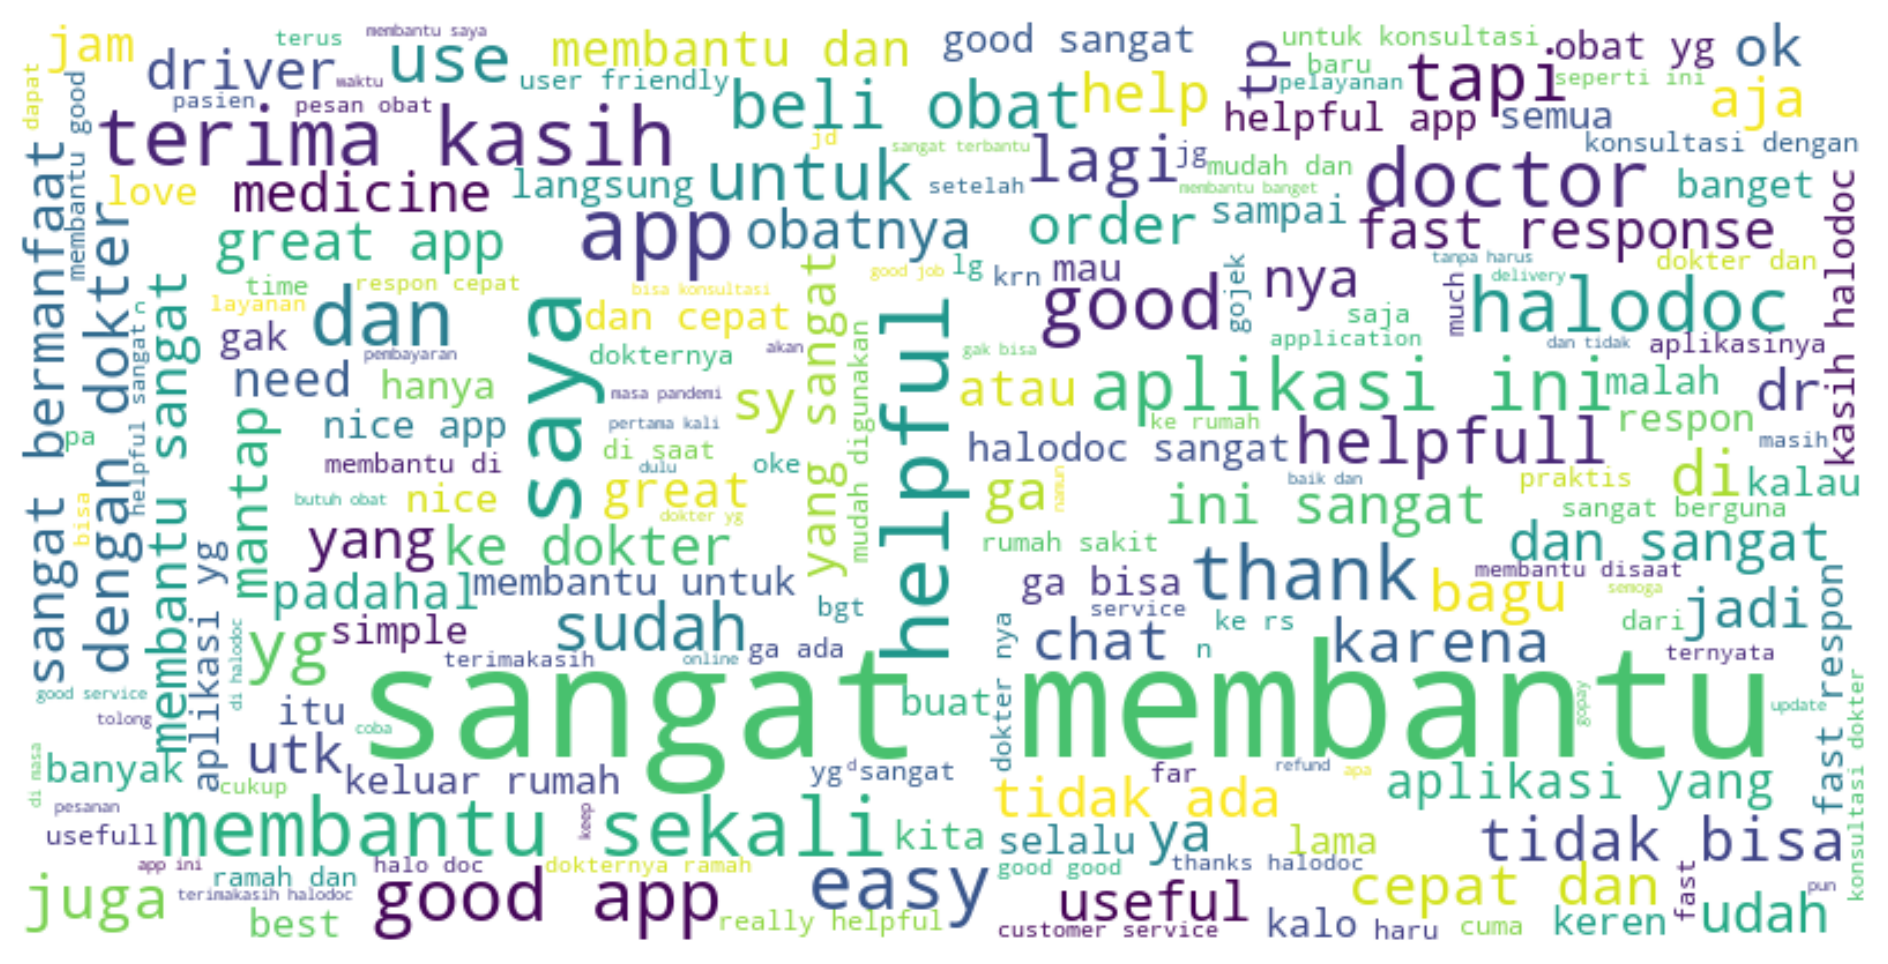 membantu saya
jam
terus
driver
use
membantu dan
good sangat
untuk konsultasi
obat yg
ok
waktu
user friendly
baru
tapi
seperti ini
tp
pelayanan
dapat
membantu good
pasien
pesan obat
beli obat
help
helpful app
semua
aja
terima kasih
jd
sangat terbantu
lagi
jg
mudah dan
konsultasi dengan
love
medicine
langsung
untuk
setelah
membantu banget
doctor
banget
sangat bermanfaat
dengan dokter
great app
app
obatnya
order
sampai
fast response
kasih halodoc
time
respon cepat
bisa konsultasi
good job
lg
krn
mau
gojek
nya
tanpa harus
dokter dan
delivery
membantu sangat
helpful sangat
n
layanan
gak
dan
saya
dan cepat
yang sangat
helpful
good
much
halodoc
saja
application
dan tidak
aplikasinya
pembayaran
dokternya
akan
mudah digunakan
gak bisa
need
hanya
masa pandemi
sy
atau
aplikasi ini
malah
dr
mantap
nice app
pertama kali
ke rumah
respon
pa
membantu di
di saat
dulu
oke
halodoc sangat
helpfull
masih
bisa
butuh obat
nice
great
dokter yg
ga
namun
baik dan
praktis
di
kalau
ini sangat
sangat berguna
yang
ke dokter
rumah sakit
dan sangat
aplikasi yg
padahal
membantu untuk
bgt
ga bisa
service
thank
bagu
membantu disaat
semoga
jadi
fast respon
di halodoc
yg
simple
sudah
ga ada
dokter nya
chat
n
ke rs
karena
dari
ternyata
terimakasih
online
good service
tolong
itu
coba
sangat
buat
membantu
gopay
update
konsultasi dokter
di masa
banyak
cukup
utk
keluar rumah
yg
d
sangat
far
refund
apa
aplikasi yang
pesanan
usefull
membantu sekali
keep
kita
tidak ada
selalu
ya
lama
tidak bisa
app ini
ramah dan
halo doc
dokternya ramah
good good
thanks halodoc
juga
terimakasih halodoc
best
good app
really helpful
easy
customer service
useful
kalo
haru
cepat dan
cuma
keren
fast
udah
pun